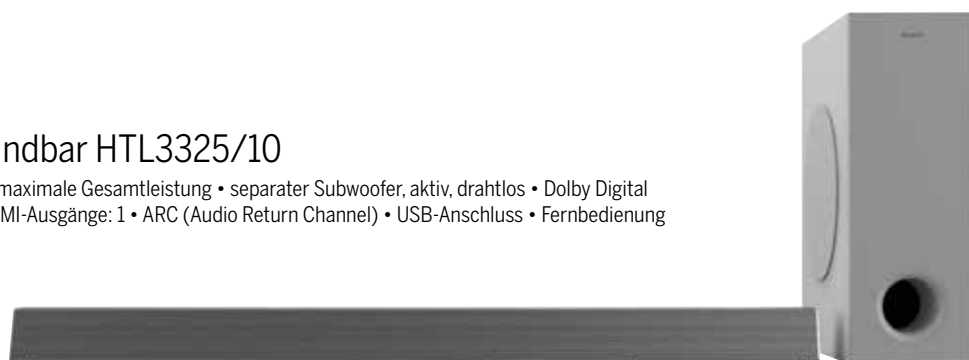 ndbar HTL3325/10
maximale Gesamtleistung • separater Subwoofer, aktiv, drahtlos • Dolby Digital
MI-Ausgänge: 1 • ARC (Audio Return Channel) • USB-Anschluss • Fernbedienung